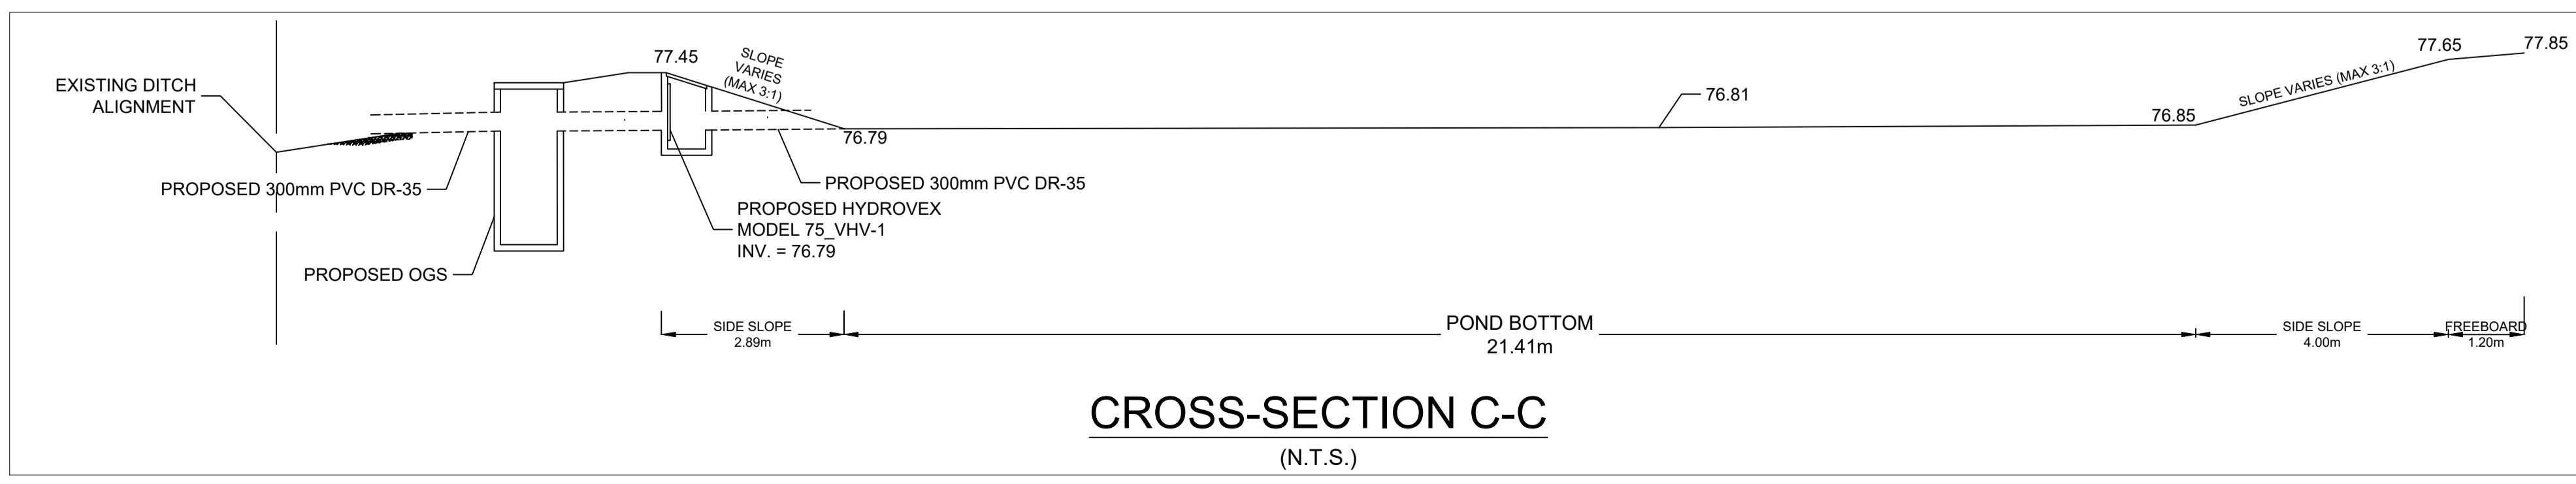 77.45
SLOPE
VARIES
(MAX 3:1)
77.65
77.85
EXISTING DITCH
ALIGNMENT
SLOPE VARIES (MAX 3:1)
76.81
76.85
76.79
PROPOSED 300mm PVC DR-35
PROPOSED 300mm PVC DR-35
PROPOSED HYDROVEX
MODEL 75_VHV-1
INV. = 76.79
PROPOSED OGS
SIDE SLOPE
2.89m
POND BOTTOM
21.41m
SIDE SLOPE
4.00m
FREEBOARD
1.20m
CROSS-SECTION C-C
(N.T.S.)